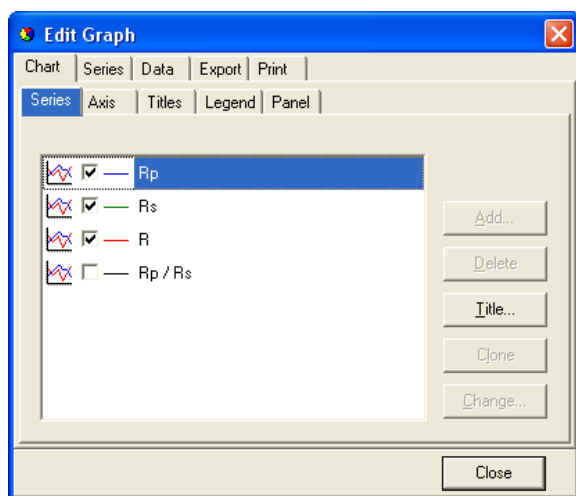 Edit Graph
Chart Series Data Export Print
Series Axis Titles Legend Panel
Rp
Rs
R
Rp / Rs
Add...
Delete
Title...
Clone
Change...
Close